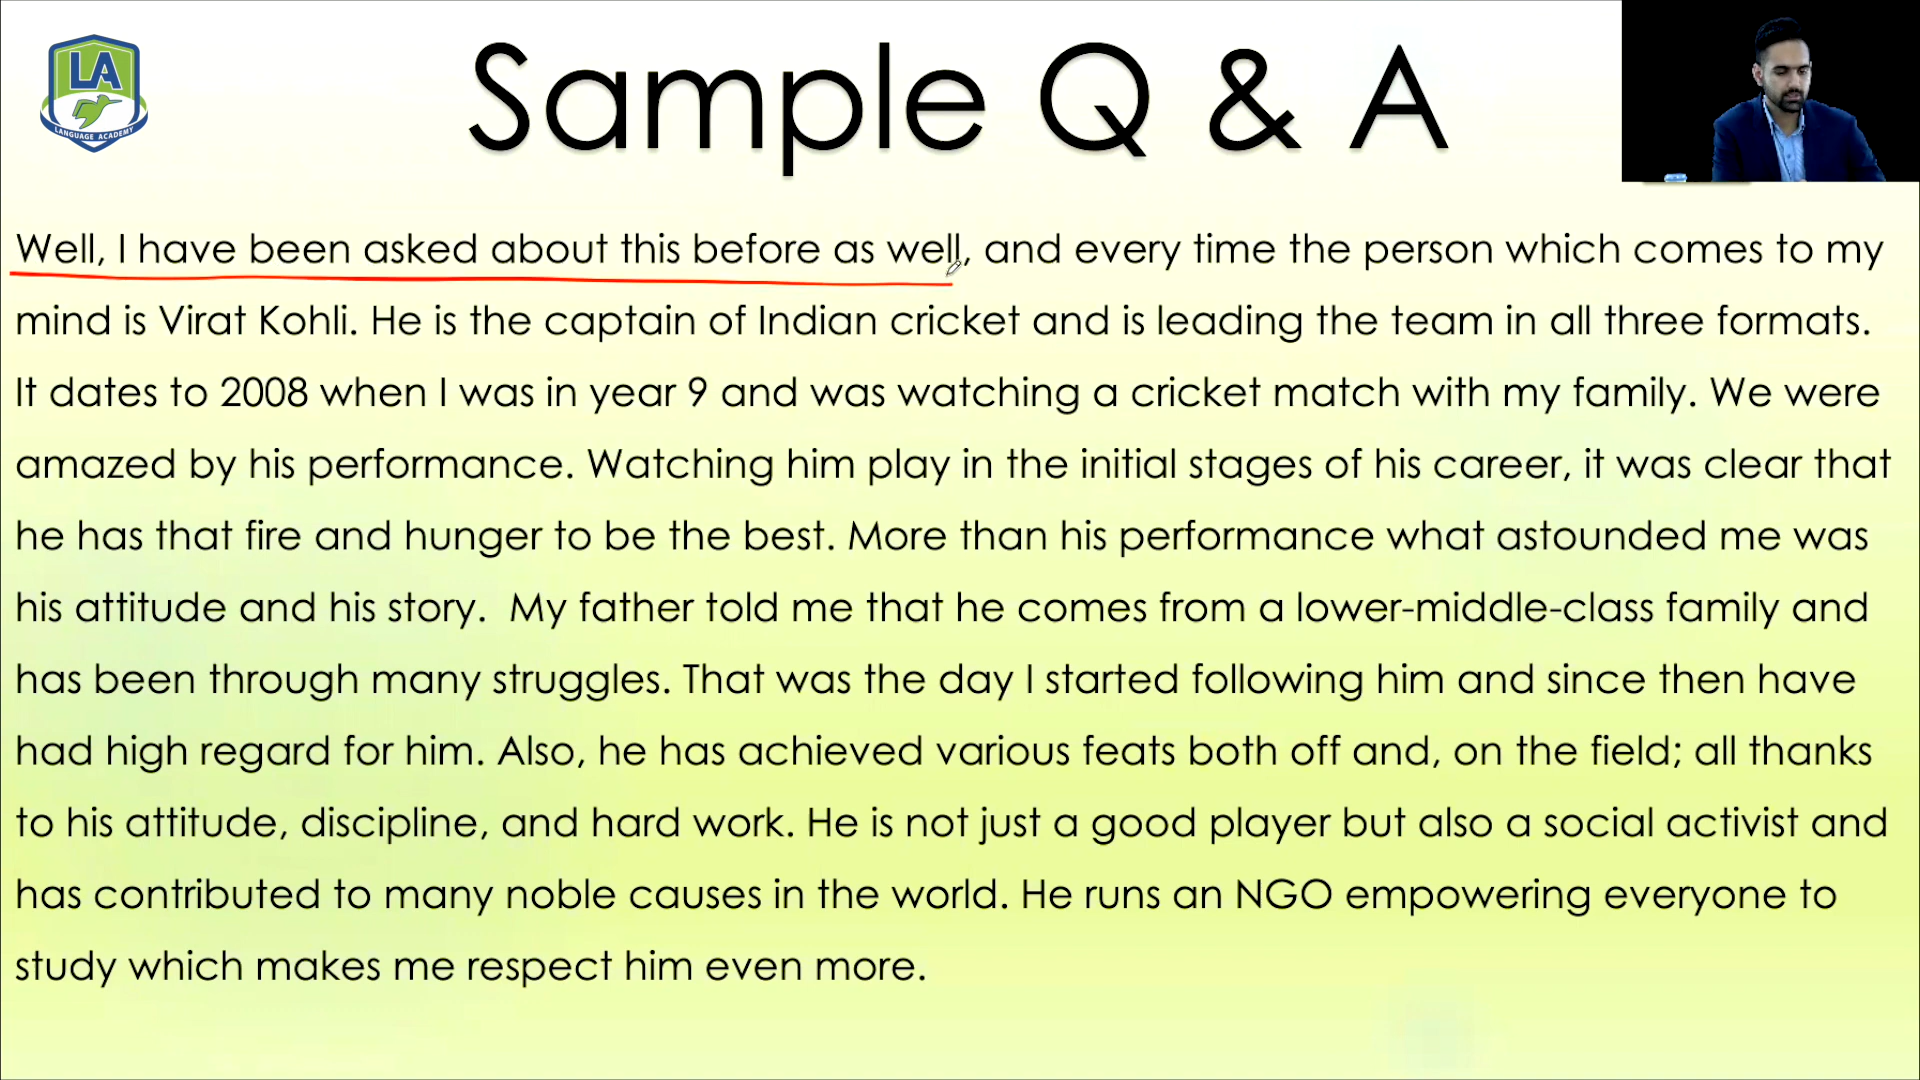 LA
LANGUAGE ACADEMY
Sample Q & A
Well, I have been asked about this before as well, and every time the person which comes to my
mind is Virat Kohli. He is the captain of Indian cricket and is leading the team in all three formats.
It dates to 2008 when I was in year 9 and was watching a cricket match with my family. We were
amazed by his performance. Watching him play in the initial stages of his career, it was clear that
he has that fire and hunger to be the best. More than his performance what astounded me was
his attitude and his story.  My father told me that he comes from a lower-middle-class family and
has been through many struggles. That was the day I started following him and since then have
had high regard for him. Also, he has achieved various feats both off and, on the field; all thanks
to his attitude, discipline, and hard work. He is not just a good player but also a social activist and
has contributed to many noble causes in the world. He runs an NGO empowering everyone to
study which makes me respect him even more.